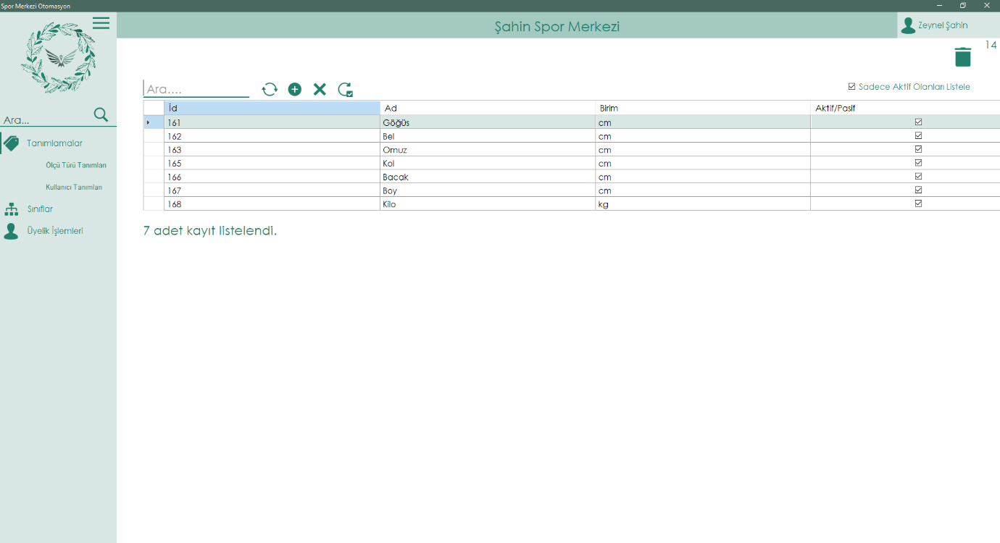 Spor Merkezi Otomasyon
Şahin Spor Merkezi
Zeynel Şahin
14
Ara....
Sadece Aktif Olanları Listele
Ara...
Tanımlamalar
Ölçü Türü Tanımları
Kullanıcı Tanımları
Sınıflar
Üyelik İşlemleri
İd Ad Birim Aktif/Pasif
161 Göğüs cm
162 Bel cm
163 Omuz cm
165 Kol cm
166 Bacak cm
167 Boy cm
168 Kilo kg
7 adet kayıt listelendi.